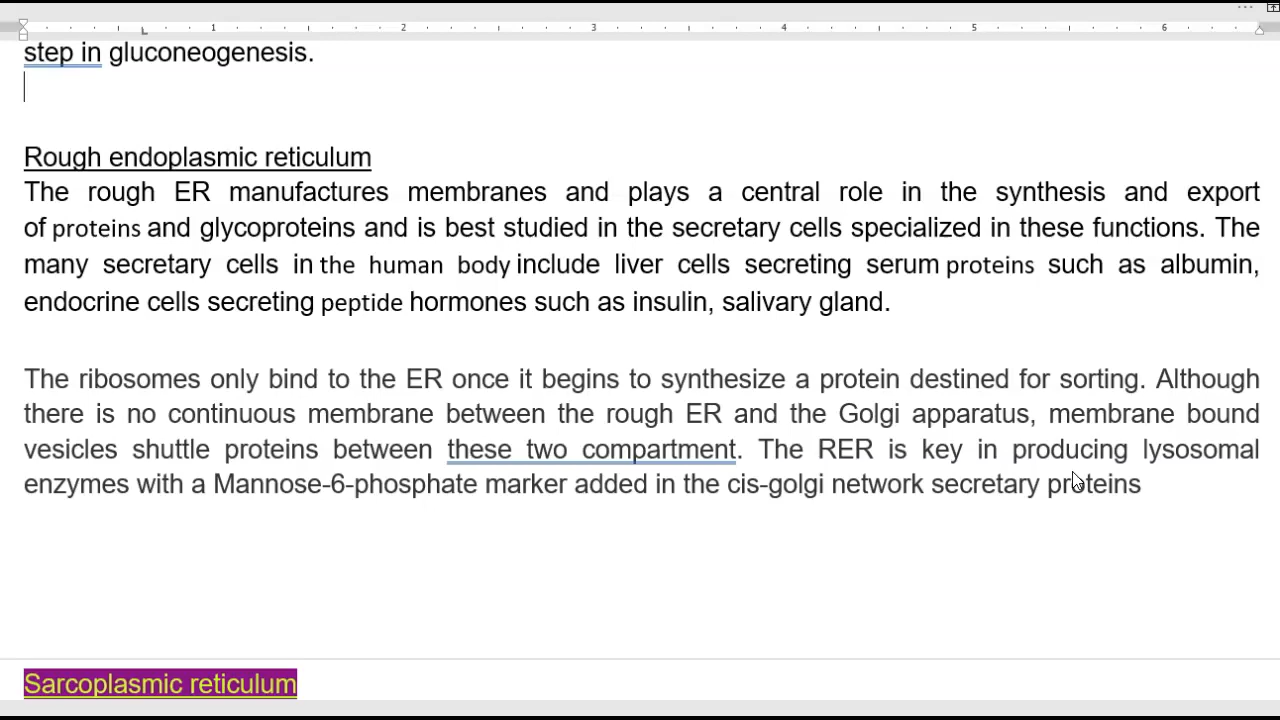 1 2 3 4 5 6
step in gluconeogenesis.
Rough endoplasmic reticulum
The rough ER manufactures membranes and plays a central role in the synthesis and export
of proteins and glycoproteins and is best studied in the secretary cells specialized in these functions. The
many secretary cells in the human body include liver cells secreting serum proteins such as albumin,
endocrine cells secreting peptide hormones such as insulin, salivary gland.
The ribosomes only bind to the ER once it begins to synthesize a protein destined for sorting. Although
there is no continuous membrane between the rough ER and the Golgi apparatus, membrane bound
vesicles shuttle proteins between these two compartment. The RER is key in producing lysosomal
enzymes with a Mannose-6-phosphate marker added in the cis-golgi network secretary proteins
Sarcoplasmic reticulum